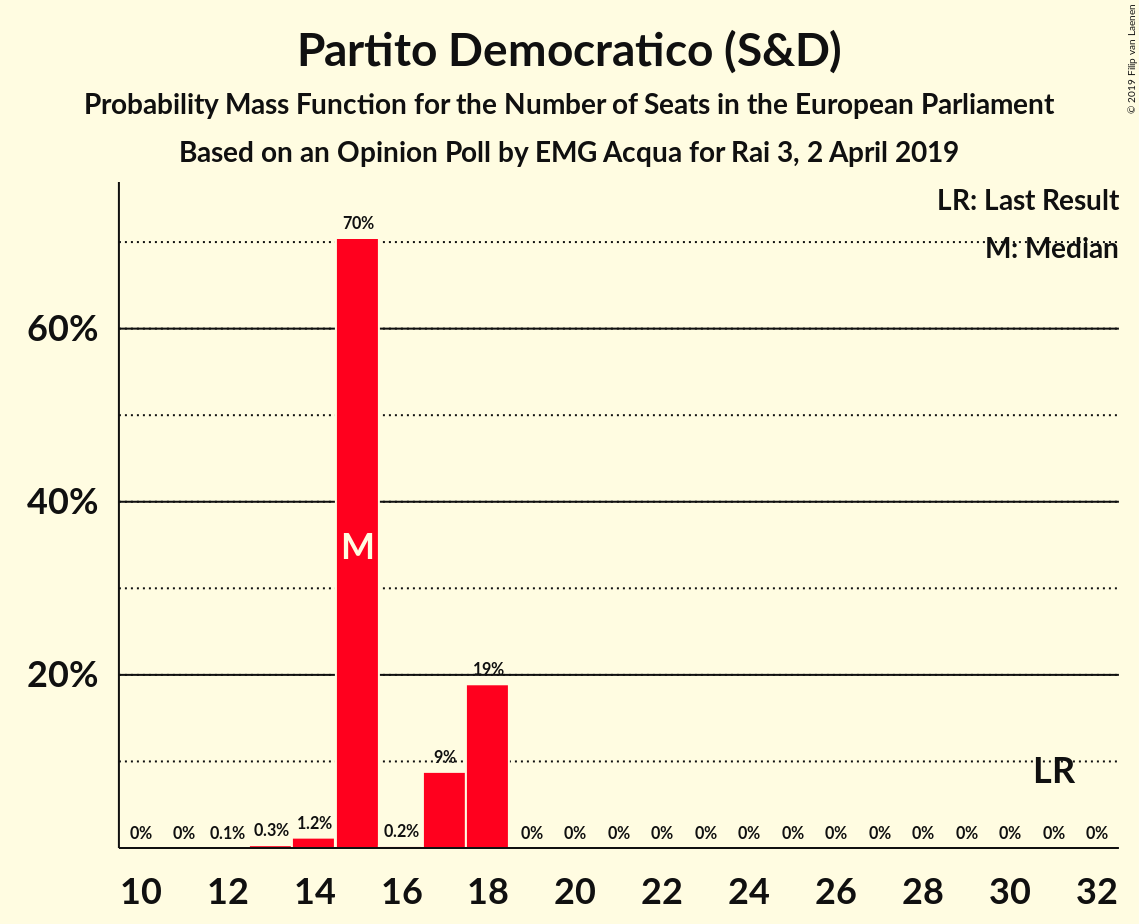 Partito Democratico (S&D)
Probability Mass Function for the Number of Seats in the European Parliament
Based on an Opinion Poll by EMG Acqua for Rai 3, 2 April 2019
© 2019 Filip van Laenen
LR: Last Result
M: Median
60%
40%
20%
0% 0% 0.1% 0.3% 1.2% 70% 0.2% 9% 19% 0% 0% 0% 0% 0% 0% 0% 0% 0% 0% 0% 0% 0% 0%
M
LR
10 12 14 16 18 20 22 24 26 28 30 32